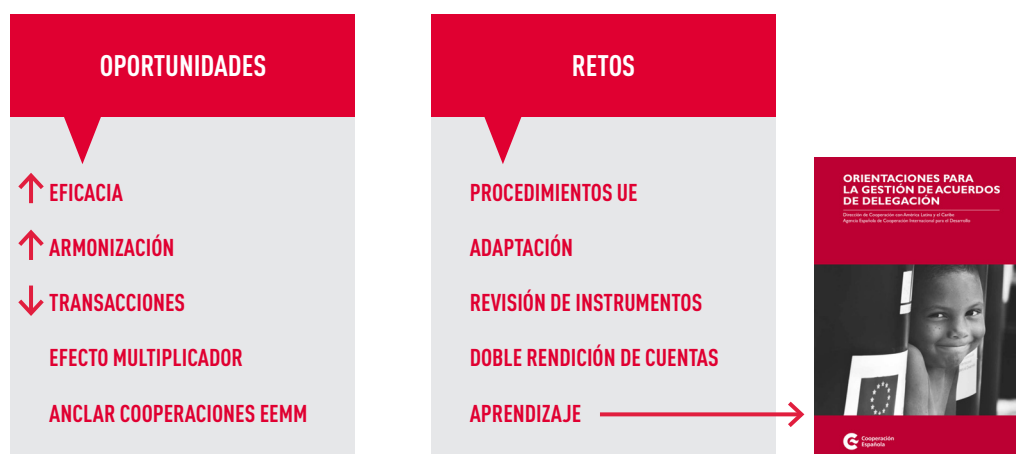 OPORTUNIDADES
EFICACIA
ARMONIZACIÓN
TRANSACCIONES
EFECTO MULTIPLICADOR
ANCLAR COOPERACIONES EEMM
RETOS
PROCEDIMIENTOS UE
ADAPTACIÓN
REVISIÓN DE INSTRUMENTOS
DOBLE RENDICIÓN DE CUENTAS
APRENDIZAJE
ORIENTACIONES PARA
LA GESTIÓN DE ACUERDOS
DE DELEGACIÓN
Dirección de Cooperación con América Latina y el Caribe
Agencia Española de Cooperación Internacional para el Desarrollo
Cooperación
Española